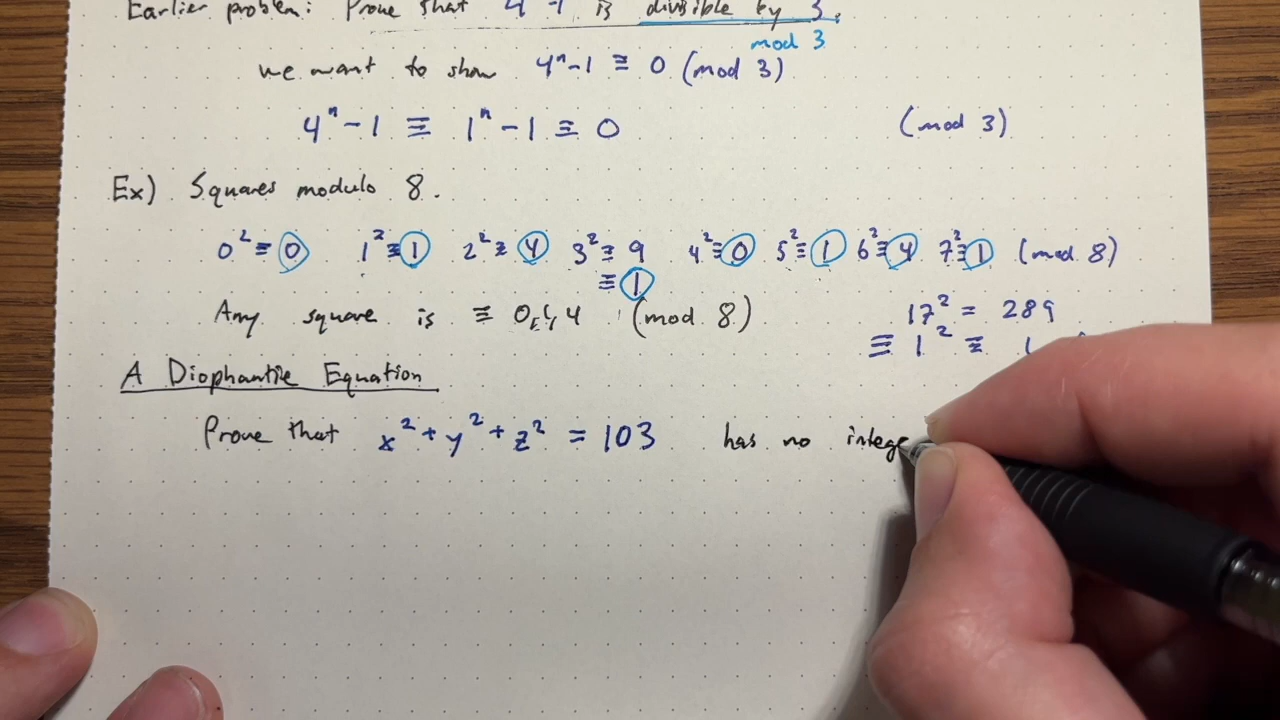 Earlier problem: Prove that 4ⁿ-1 is divisible by 3.
mod 3
we want to show 4ⁿ-1 ≡ 0 (mod 3)
4ⁿ-1 ≡ 1ⁿ-1 ≡ 0 (mod 3)
Ex) Squares modulo 8.
0² ≡ 0 1² ≡ 1 2² ≡ 4 3² ≡ 9 4² ≡ 0 5² ≡ 1 6² ≡ 4 7² ≡ 1 (mod 8)
≡ 1
Any square is ≡ 0, 1, 4 (mod 8)
17² = 289
≡ 1² ≡ 1
A Diophantine Equation
Prove that x² + y² + z² = 103 has no intege